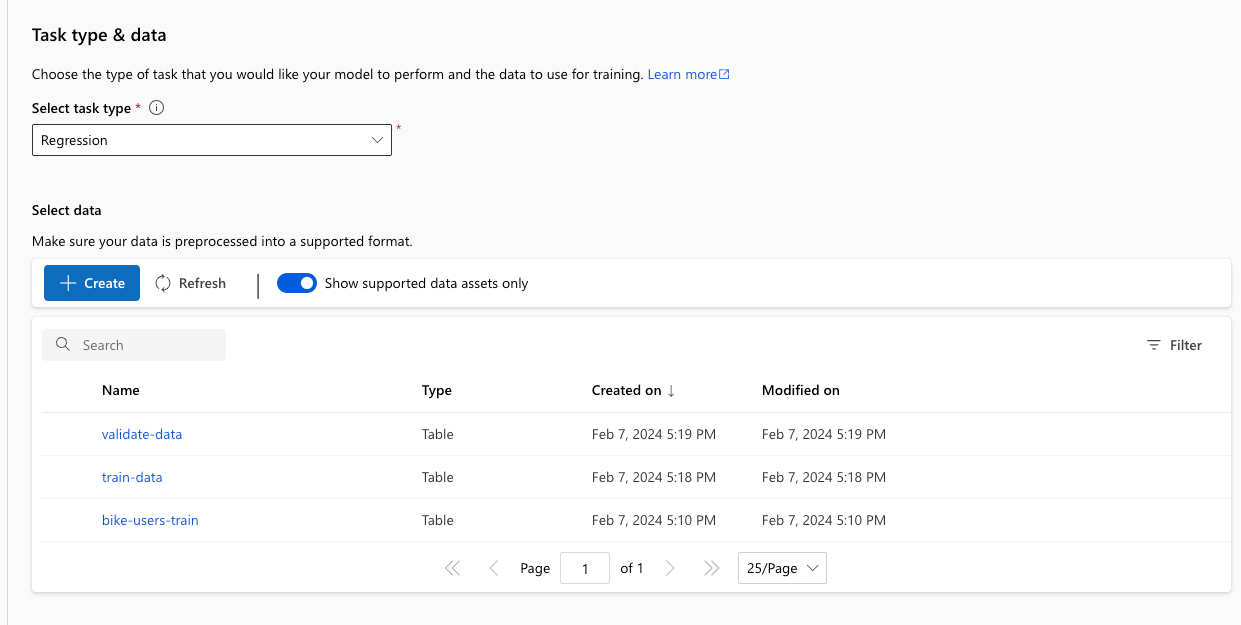 Task type & data
Choose the type of task that you would like your model to perform and the data to use for training. Learn more
Select task type *
Regression
*
Select data
Make sure your data is preprocessed into a supported format.
Create Refresh Show supported data assets only
Search Filter
Name Type Created on ↓ Modified on
validate-data Table Feb 7, 2024 5:19 PM Feb 7, 2024 5:19 PM
train-data Table Feb 7, 2024 5:18 PM Feb 7, 2024 5:18 PM
bike-users-train Table Feb 7, 2024 5:10 PM Feb 7, 2024 5:10 PM
Page 1 of 1 25/Page